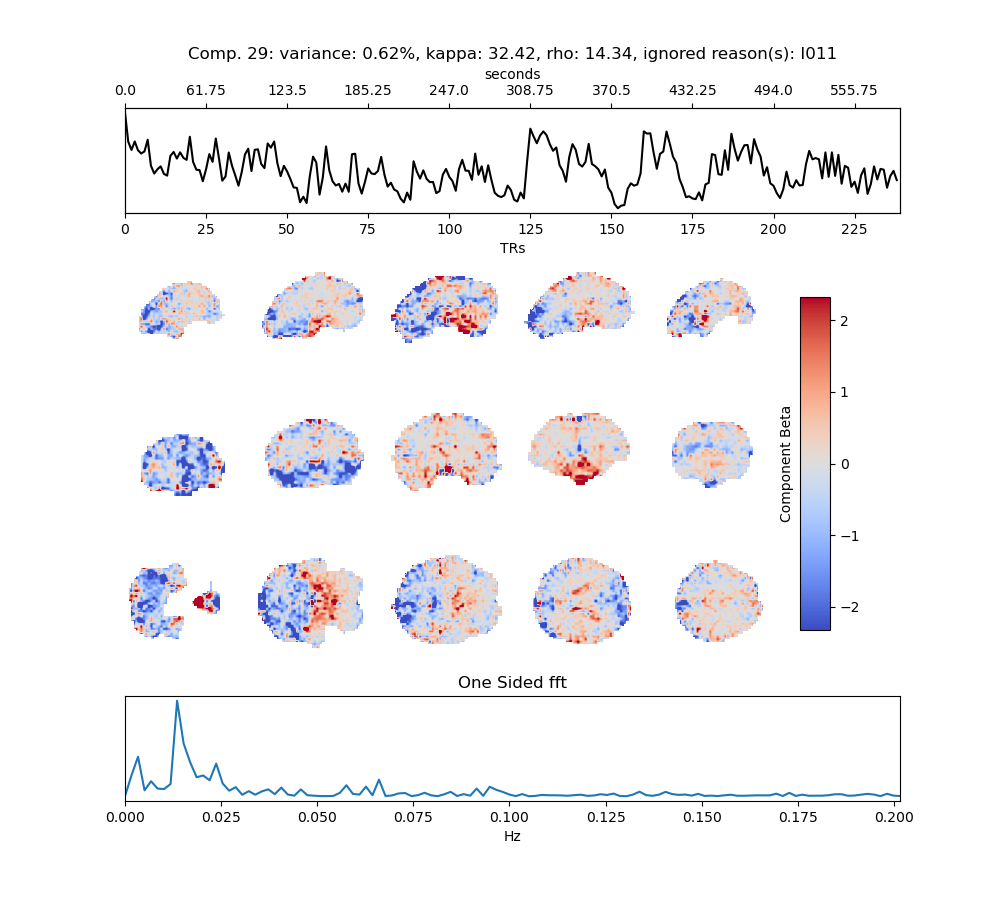 Comp. 29: variance: 0.62%, kappa: 32.42, rho: 14.34, ignored reason(s): I011
seconds
0.0 61.75 123.5 185.25 247.0 308.75 370.5 432.25 494.0 555.75
0 25 50 75 100 125 150 175 200 225
TRs
2
1
0
−1
−2
Component Beta
One Sided fft
0.000 0.025 0.050 0.075 0.100 0.125 0.150 0.175 0.200
Hz